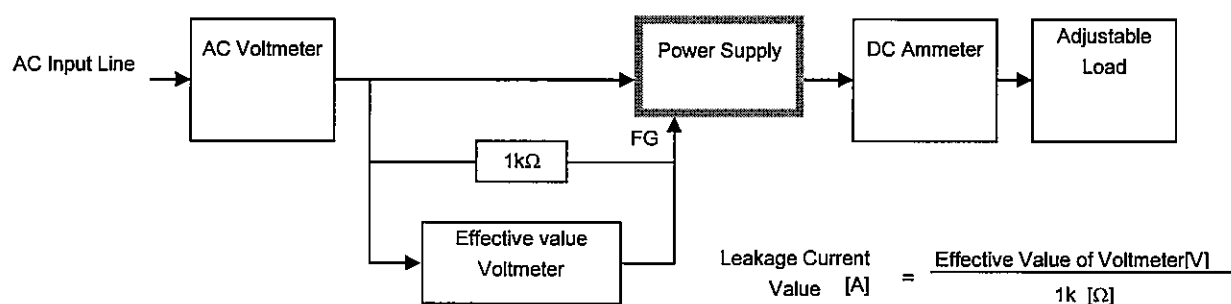 AC Input Line
AC Voltmeter
Power Supply
DC Ammeter
Adjustable
Load
FG
1kΩ
Effective value
Voltmeter
Leakage Current
Value [A]
=
Effective Value of Voltmeter[V]
1k [Ω]